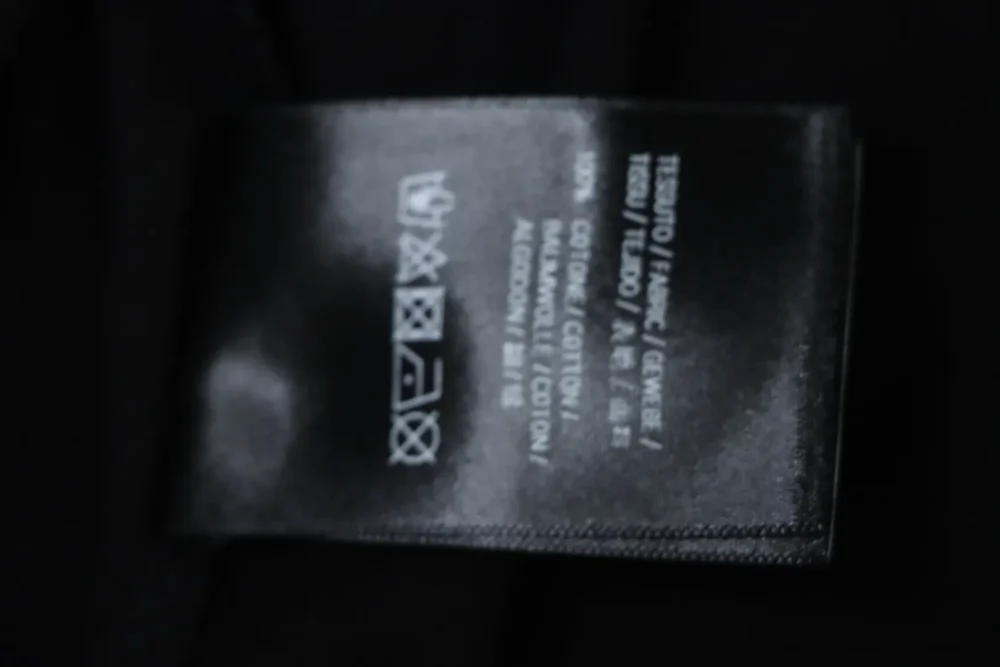 TESSUTO / FABRIC / GEWEBE /
TISSU / TEJIDO /
100% COTONE / COTTON /
BAUMWOLLE / COTON /
ALGODON /